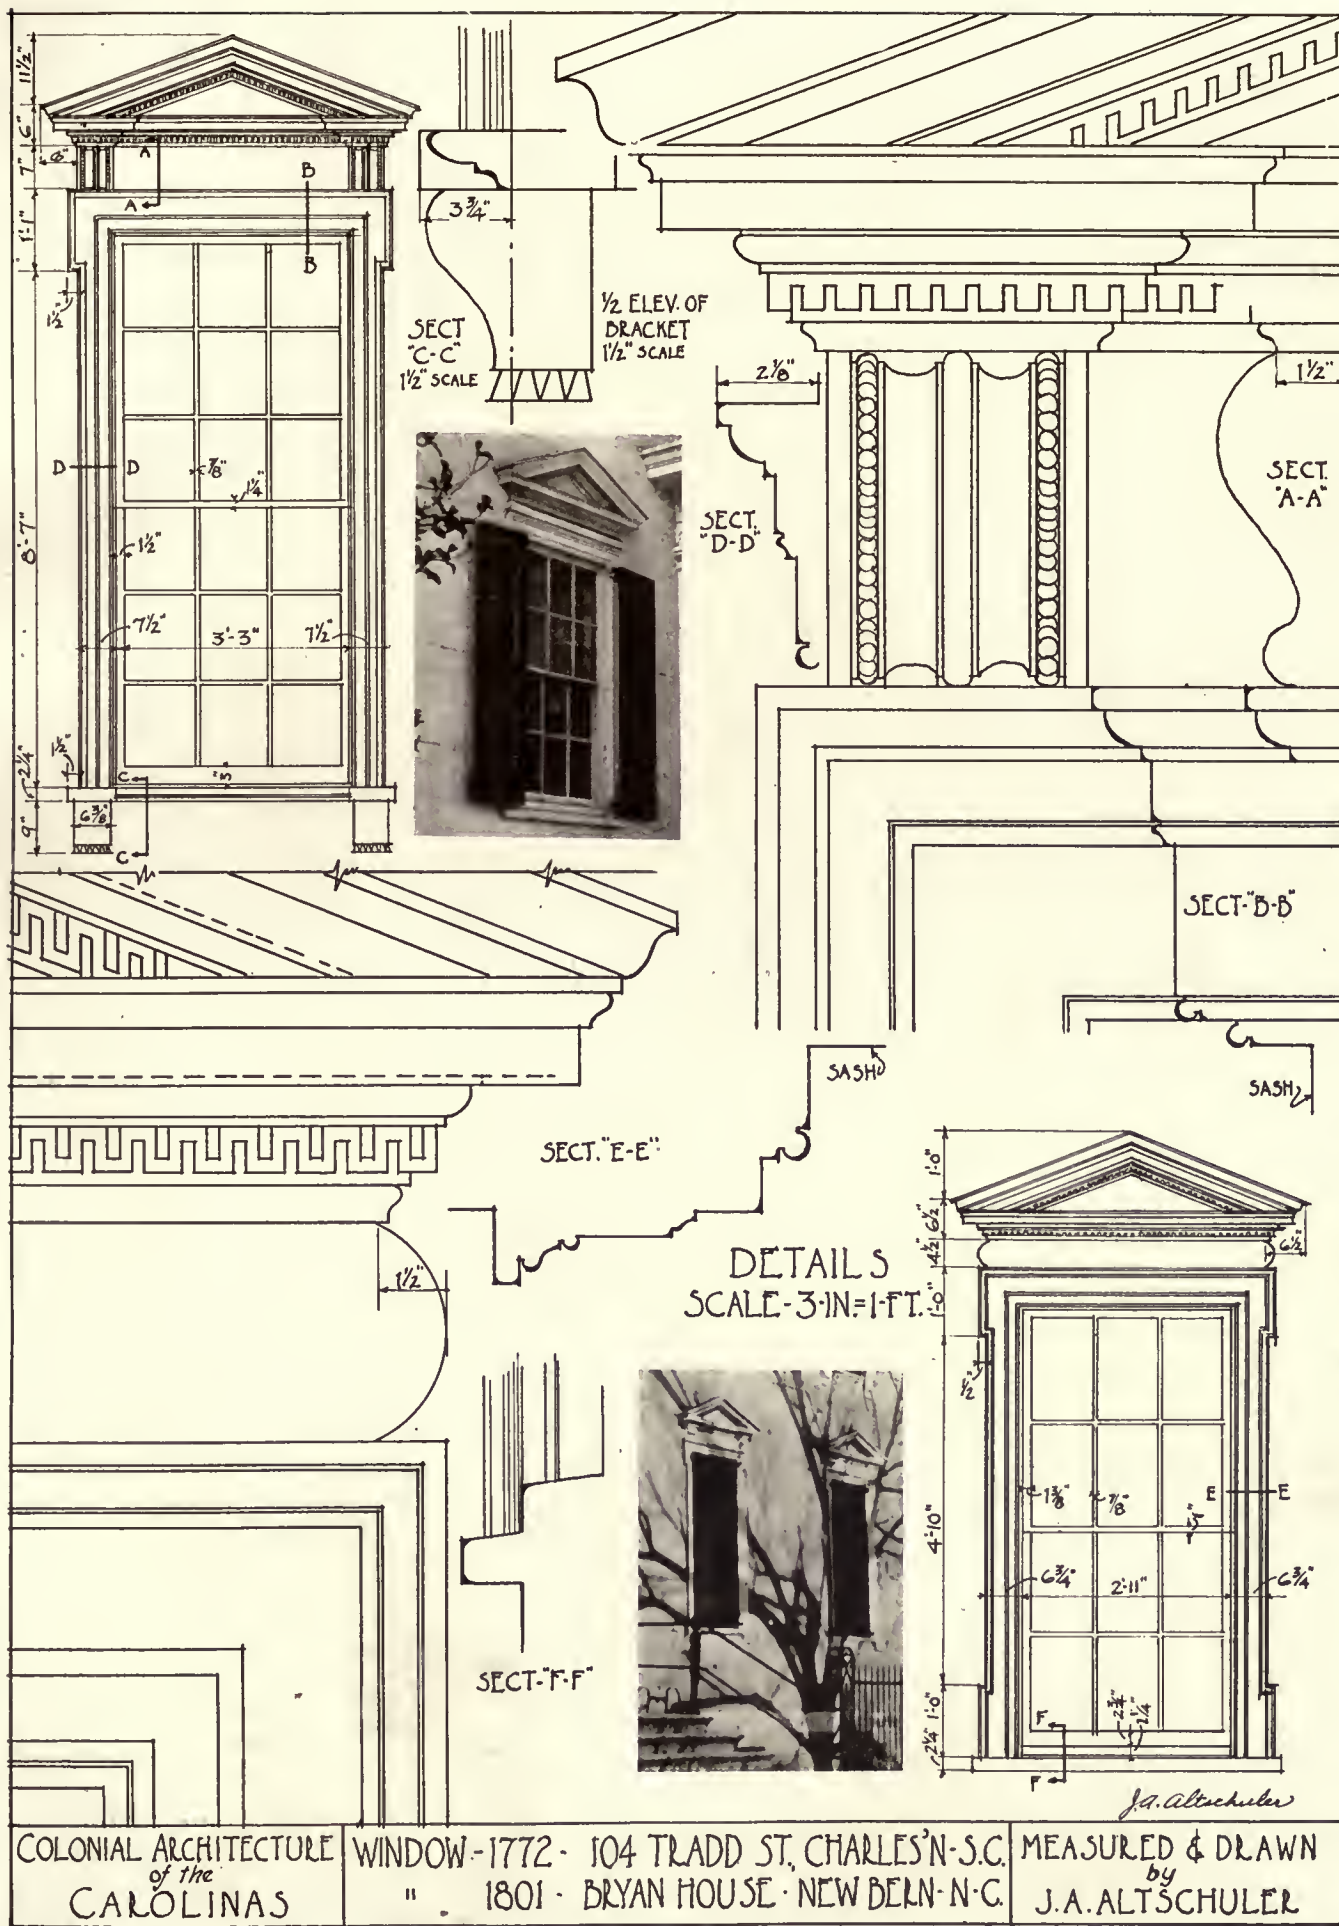 11½"
6"
7"
8"
1'-1"
1½"
8'-7"
2¼"
9"
A
A
B
B
D
D
7/8"
1¼"
1½"
7½"
3'-3"
7½"
1½"
C
C
3"
6⅜"
3¾"
SECT
"C-C"
1½" SCALE
½ ELEV. OF
BRACKET
1½" SCALE
2⅛"
SECT.
"D-D"
1½"
SECT.
"A-A"
SECT-"B-B"
SASH
SASH
SECT. "E-E"
1½"
DETAILS
SCALE-3-IN.=1-FT.
SECT-"F-F"
1'-0"
6½"
4½"
6½"
1'-0"
½"
4'-10"
1⅜"
7/8"
E
E
6¾"
2'-11"
6¾"
1'-0"
2¼"
F
F
2¾"
J.A. Altschuler
COLONIAL ARCHITECTURE
of the
CAROLINAS
WINDOW-1772 - 104 TRADD ST., CHARLES'N-S.C.
" 1801 - BRYAN HOUSE - NEW BERN-N-C.
MEASURED & DRAWN
by
J.A. ALTSCHULER